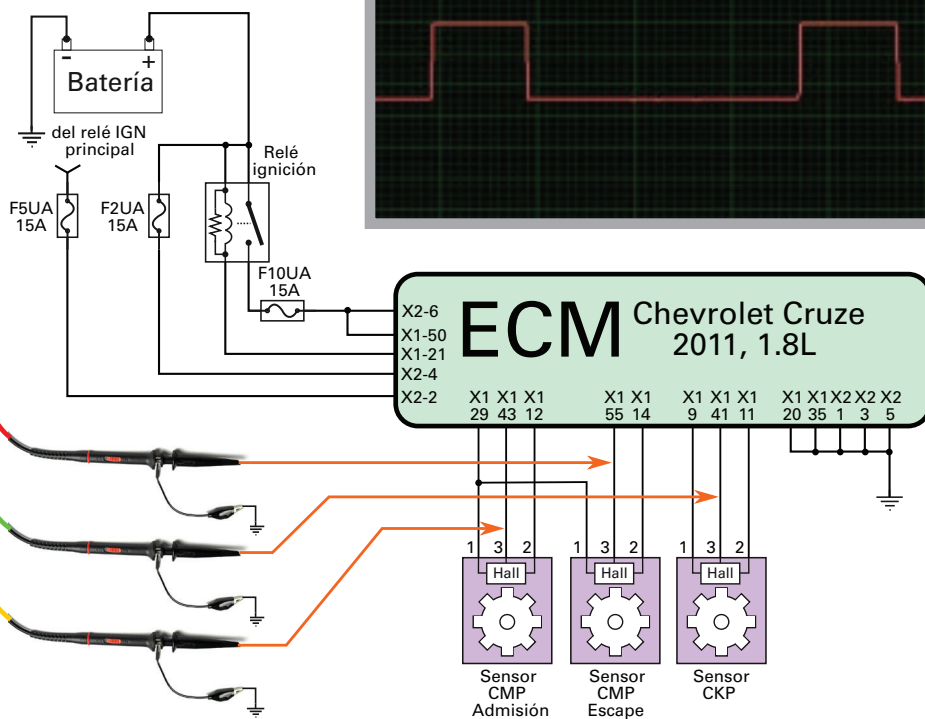 - +
Batería
del relé IGN
principal
Relé
ignición
F5UA
15A
F2UA
15A
F10UA
15A
ECM
Chevrolet Cruze
2011, 1.8L
X2-6
X1-50
X1-21
X2-4
X2-2
X1 X1 X1 X1 X1 X1 X1 X1 X1 X1 X2 X2 X2
29 43 12 55 14 9 41 11 20 35 1 3 5
1 3 2 1 3 2 1 3 2
Hall Hall Hall
Sensor
CMP
Admisión
Sensor
CMP
Escape
Sensor
CKP